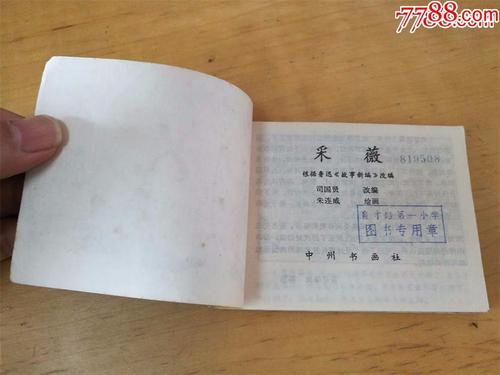 7788.com
采薇
819508
根据鲁迅《故事新编》改编
司国贤 改编
朱连威 绘画
第一小学
图书专用章
中州书画社